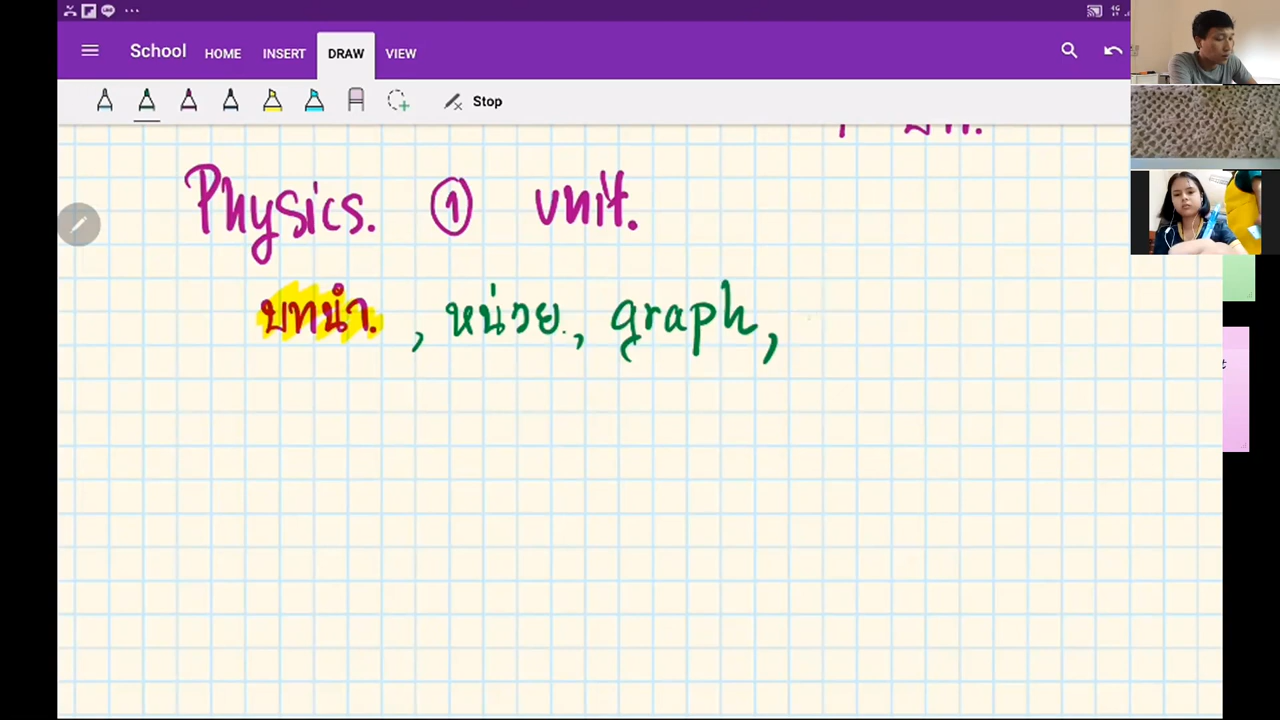 School HOME INSERT DRAW VIEW
Stop
Physics. ① unit.
บทนำ. , หน่วย., graph,